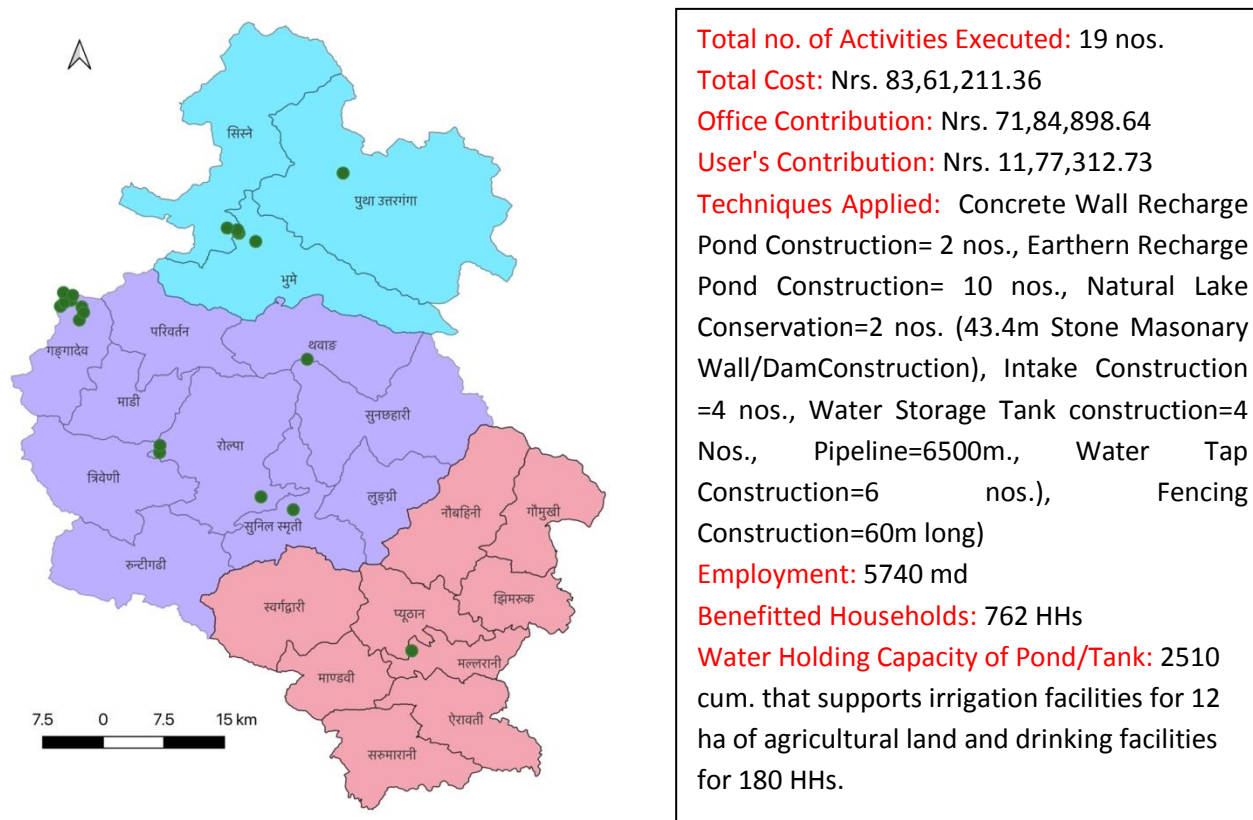 सिस्ने
पुथा उत्तरगंगा
भुमे
परिवर्तन
थवाङ
गङ्गादेव
माडी
सुनछहारी
रोल्पा
त्रिवेणी
लुङ्ग्री
नौबहिनी
गौमुखी
सुनिल स्मृती
रुन्टीगढी
स्वर्गद्वारी
प्यूठान
झिमरुक
मल्लरानी
माण्डवी
ऐरावती
सरुमारानी
7.5 0 7.5 15 km
Total no. of Activities Executed: 19 nos.
Total Cost: Nrs. 83,61,211.36
Office Contribution: Nrs. 71,84,898.64
User's Contribution: Nrs. 11,77,312.73
Techniques Applied: Concrete Wall Recharge
Pond Construction= 2 nos., Earthern Recharge
Pond Construction= 10 nos., Natural Lake
Conservation=2 nos. (43.4m Stone Masonary
Wall/DamConstruction), Intake Construction
=4 nos., Water Storage Tank construction=4
Nos., Pipeline=6500m., Water Tap
Construction=6 nos.), Fencing
Construction=60m long)
Employment: 5740 md
Benefitted Households: 762 HHs
Water Holding Capacity of Pond/Tank: 2510
cum. that supports irrigation facilities for 12
ha of agricultural land and drinking facilities
for 180 HHs.